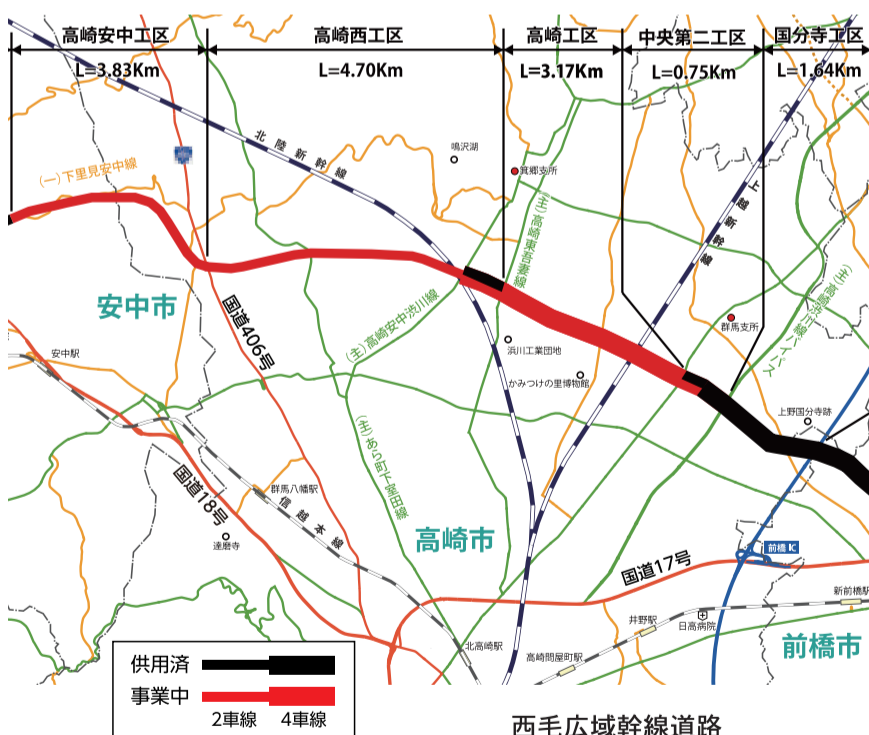 高崎安中工区
高崎西工区
高崎工区
中央第二工区
国分寺工区
L=3.83Km
L=4.70Km
L=3.17Km
L=0.75Km
L=1.64Km
北陸新幹線
鳴沢湖
箕郷支所
(一)下里見安中線
(主)高崎東吾妻線
上越新幹線
(主)高崎渋川線バイパス
安中市
国道406号
(主)高崎安中渋川線
群馬支所
浜川工業団地
安中駅
かみつけの里博物館
上野国分寺跡
(主)あら町下室田線
国道18号
群馬八幡駅
信越本線
達磨寺
高崎市
前橋IC
国道17号
新前橋駅
井野駅
日高病院
北高崎駅
高崎問屋町駅
前橋市
供用済
事業中
2車線
4車線
西毛広域幹線道路